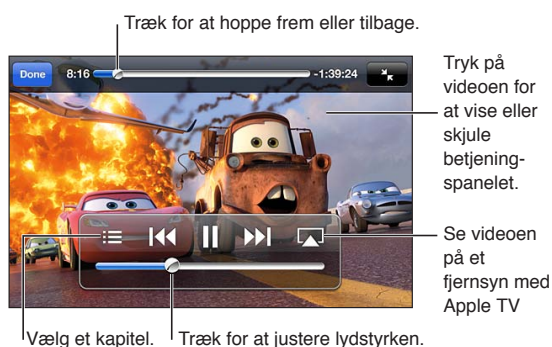 Træk for at hoppe frem eller tilbage.
Done 8:16 -1:39:24
Tryk på
videoen for
at vise eller
skjule
betjening-
spanelet.
Se videoen
på et
fjernsyn med
Apple TV
Vælg et kapitel.
Træk for at justere lydstyrken.